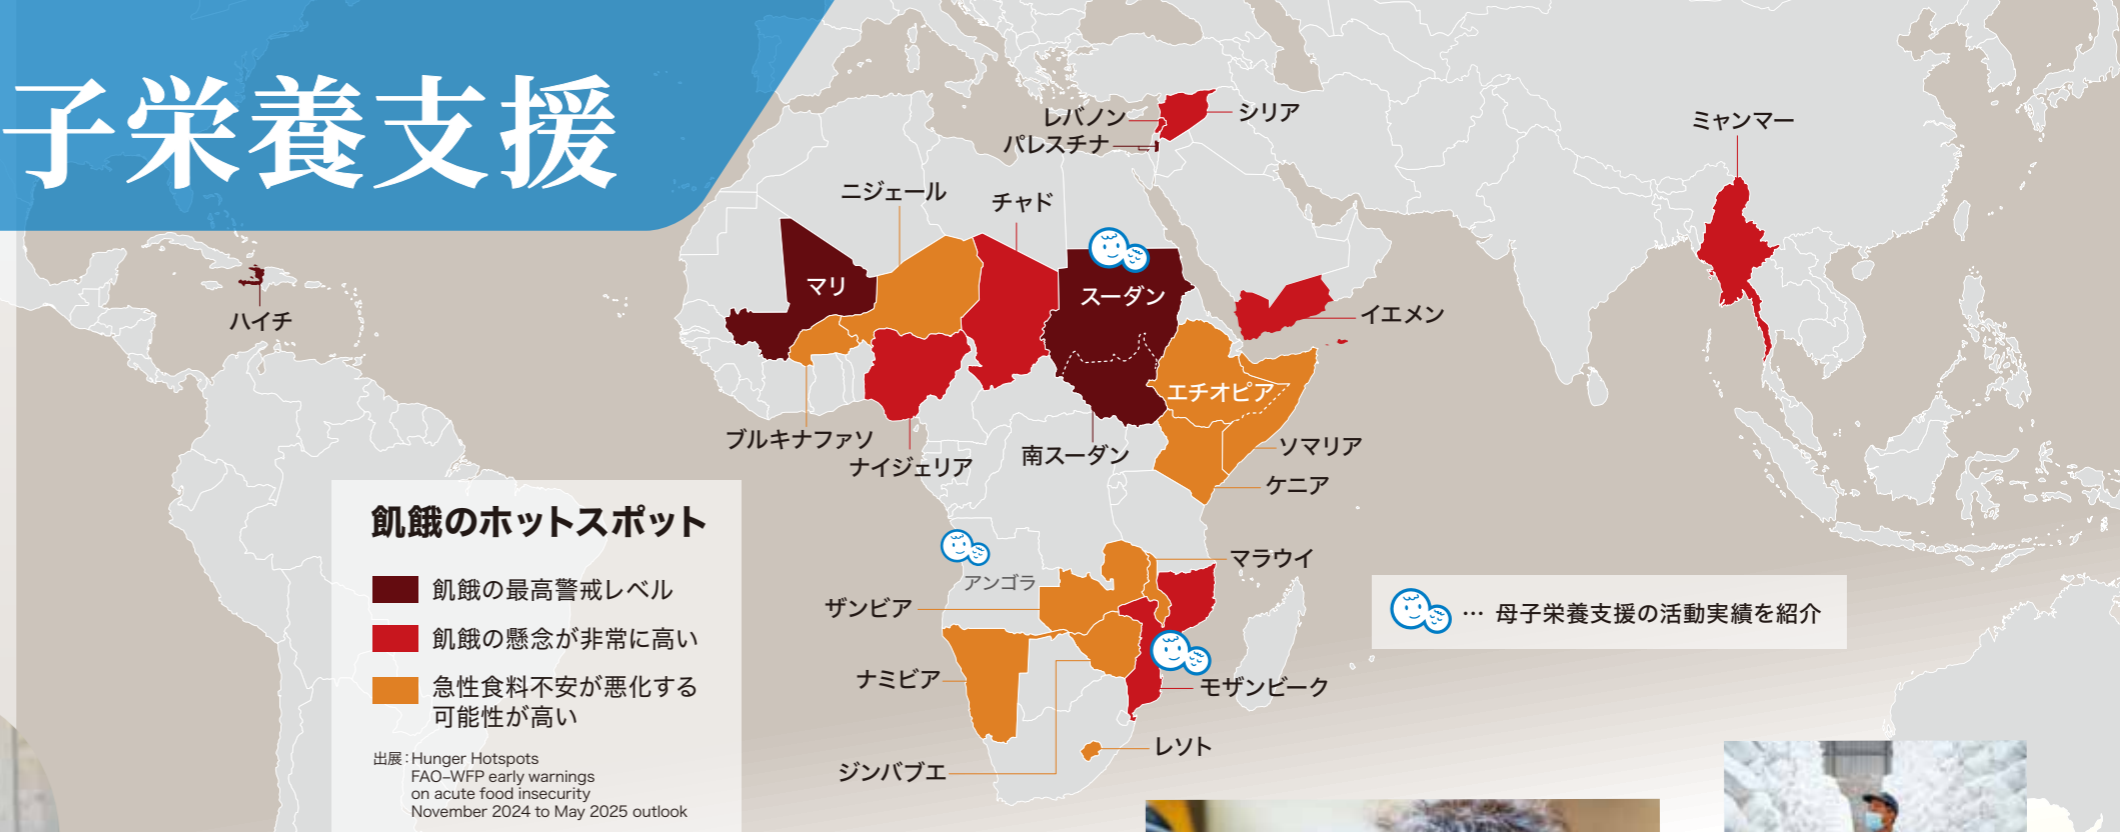 子栄養支援
レバノン
シリア
パレスチナ
ミャンマー
ニジェール
チャド
マリ
スーダン
ハイチ
イエメン
エチオピア
ブルキナファソ
ナイジェリア
南スーダン
ソマリア
ケニア
飢餓のホットスポット
飢餓の最高警戒レベル
飢餓の懸念が非常に高い
急性食料不安が悪化する
可能性が高い
出展：Hunger Hotspots
FAO–WFP early warnings
on acute food insecurity
November 2024 to May 2025 outlook
アンゴラ
マラウイ
ザンビア
ナミビア
モザンビーク
レソト
ジンバブエ
… 母子栄養支援の活動実績を紹介